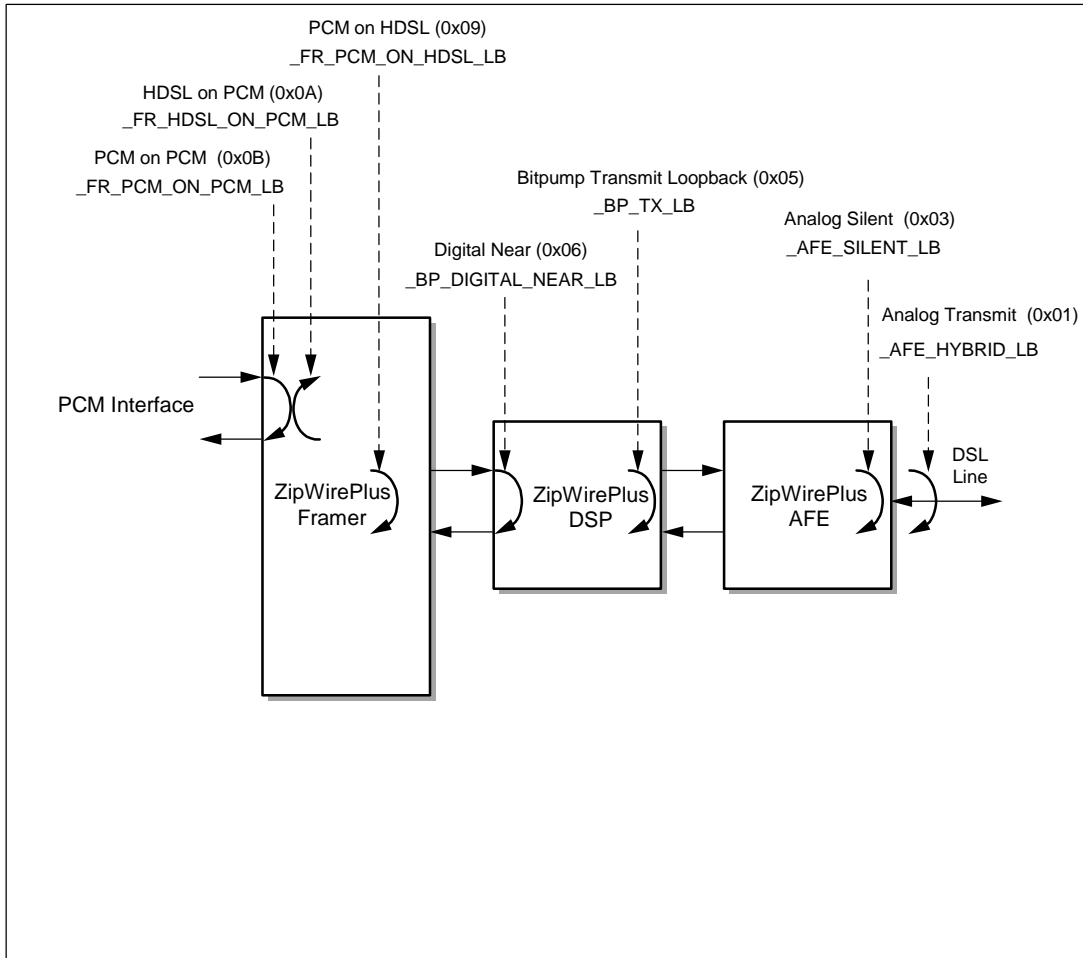 PCM on HDSL (0x09)
_FR_PCM_ON_HDSL_LB
HDSL on PCM (0x0A)
_FR_HDSL_ON_PCM_LB
PCM on PCM (0x0B)
_FR_PCM_ON_PCM_LB
Bitpump Transmit Loopback (0x05)
_BP_TX_LB
Analog Silent (0x03)
_AFE_SILENT_LB
Digital Near (0x06)
_BP_DIGITAL_NEAR_LB
Analog Transmit (0x01)
_AFE_HYBRID_LB
PCM Interface
ZipWirePlus
Framer
ZipWirePlus
DSP
ZipWirePlus
AFE
DSL
Line